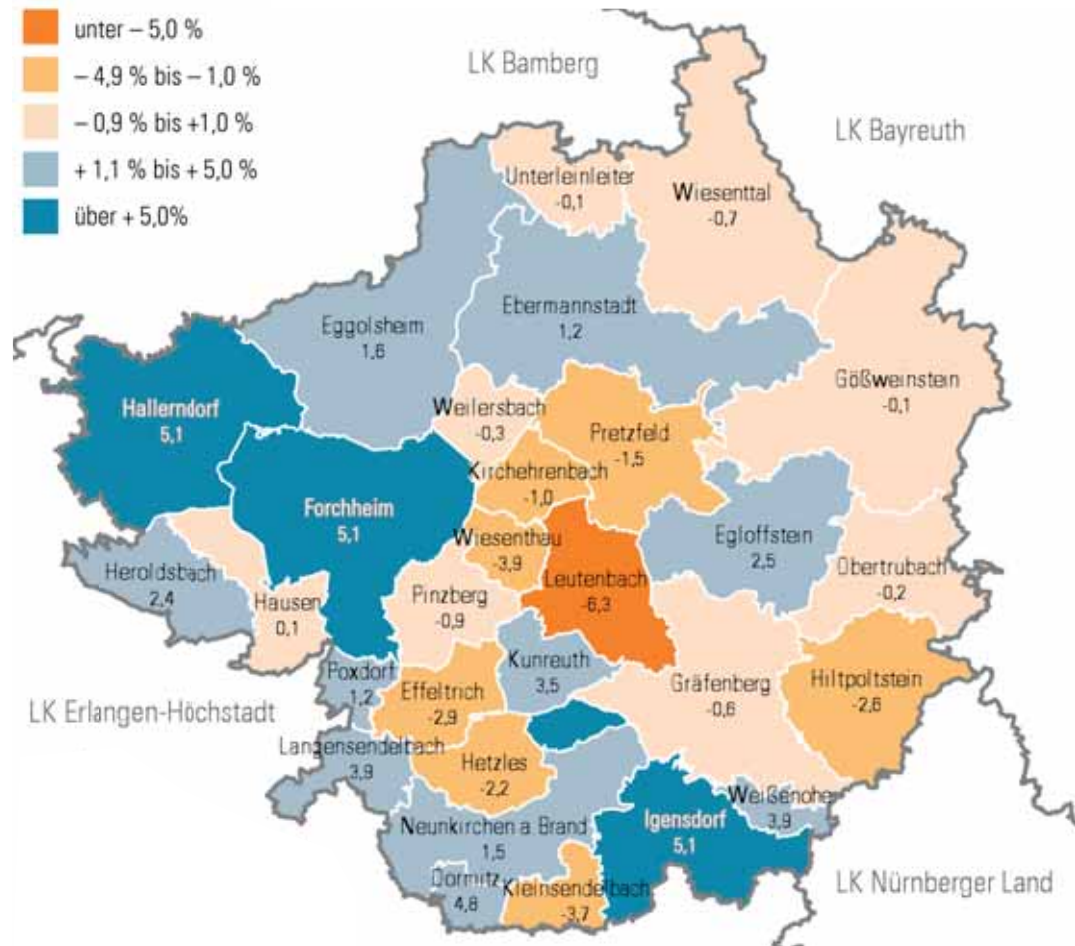 unter – 5,0 %
– 4,9 % bis – 1,0 %
– 0,9 % bis +1,0 %
+ 1,1 % bis + 5,0 %
über + 5,0%
LK Bamberg
LK Bayreuth
Unterleinleiter
-0,1
Wiesenttal
-0,7
Ebermannstadt
1,2
Eggolsheim
1,6
Gößweinstein
-0,1
Hallerndorf
5,1
Weilersbach
-0,3
Pretzfeld
-1,5
Kirchehrenbach
-1,0
Forchheim
5,1
Egloffstein
2,5
Wiesenthau
-3,9
Heroldsbach
2,4
Leutenbach
-6,3
Obertrubach
-0,2
Hausen
0,1
Pinzberg
-0,9
Kunreuth
3,5
Poxdorf
1,2
Effeltrich
-2,9
Gräfenberg
-0,6
Hiltpoltstein
-2,6
LK Erlangen-Höchstadt
Langensendelbach
3,9
Hetzles
-2,2
Weißenohe
3,9
Igensdorf
5,1
Neunkirchen a. Brand
1,5
Dormitz
4,8
Kleinsendelbach
-3,7
LK Nürnberger Land